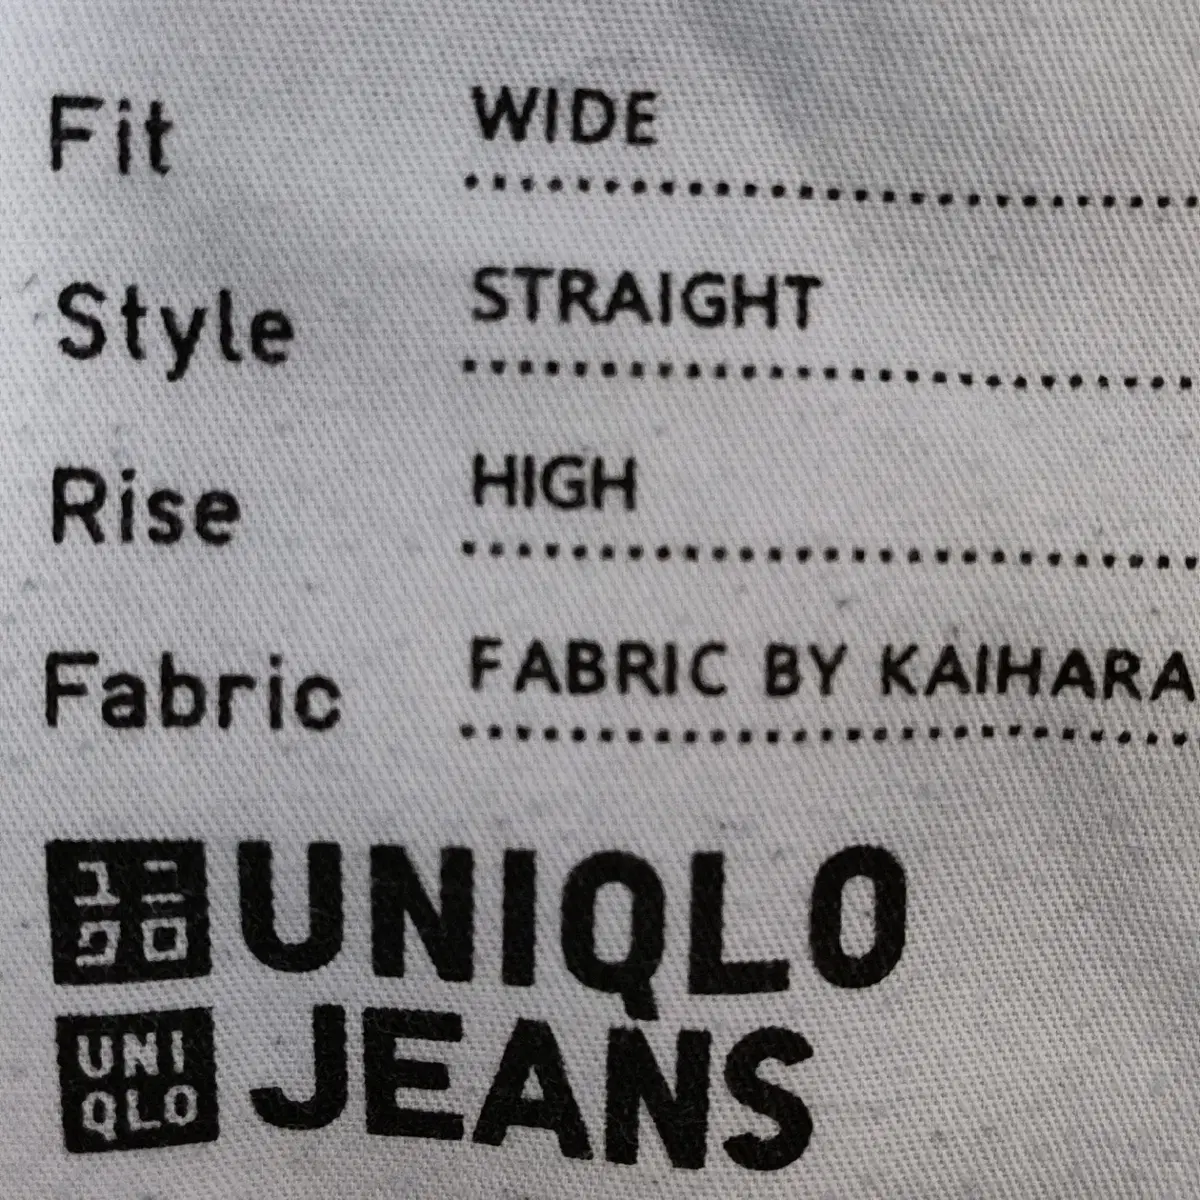 Fit WIDE
Style STRAIGHT
Rise HIGH
Fabric FABRIC BY KAIHARA
ユニ UNIQLO
クロ
UNI JEANS
QLO